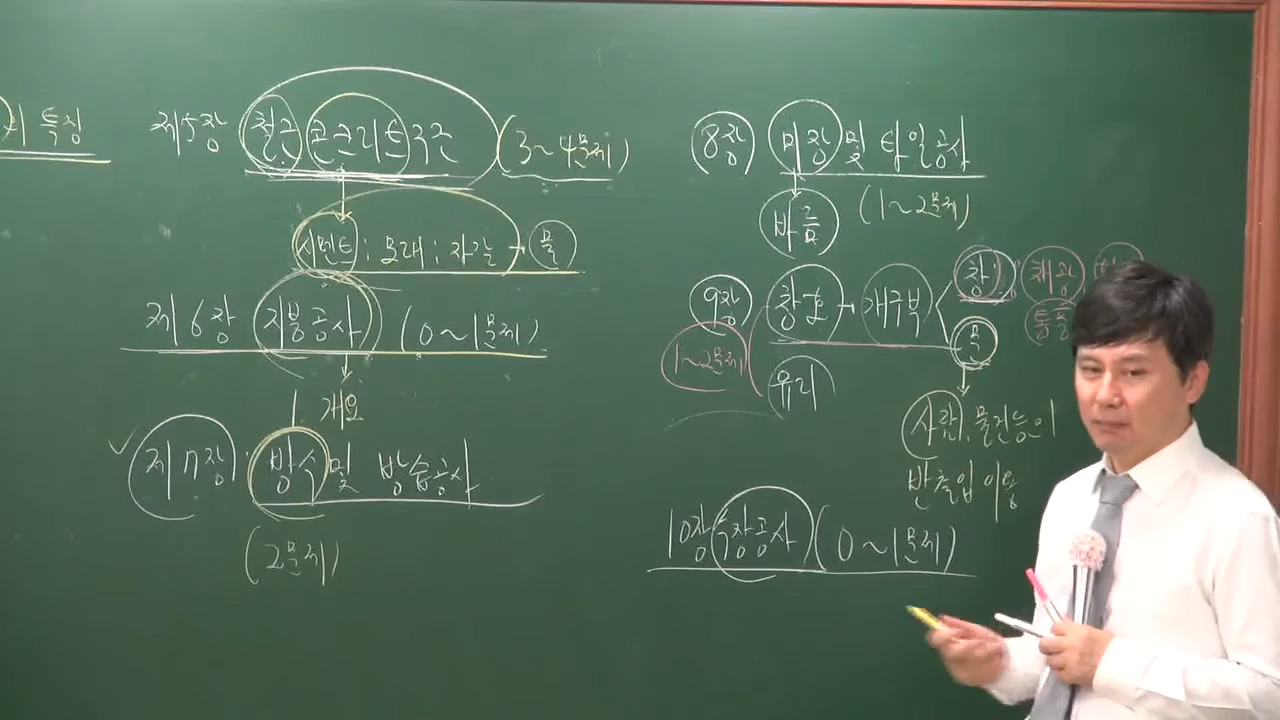 의 특징
제5장 철근콘크리트구조 (3~4문제)
시멘트 : 모래 : 자갈 → 물
제6장 지붕공사 (0~1문제)
개요
제7장 : 방수 및 방습공사
(2문제)
8장 미장 및 타일공사
바름 (1~2문제)
9장 창호 → 개구부
창 채광
통풍
문
1~2문제
유리
사람, 물건등이
반출입 이용
10장 수장공사 (0~1문제)